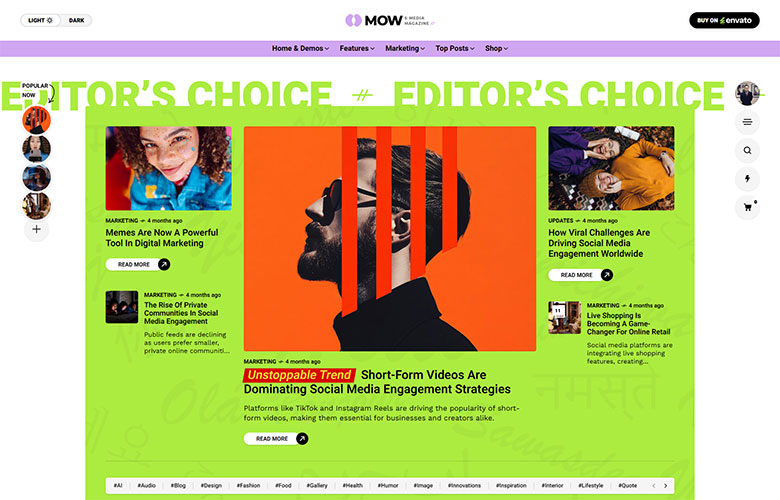 LIGHT DARK
MOW E-MEDIA
MAGAZINE //
BUY ON envato
Home & Demos Features Marketing Top Posts Shop
EDITOR’S CHOICE EDITOR’S CHOICE
POPULAR
NOW
0
MARKETING 4 months ago
Memes Are Now A Powerful
Tool In Digital Marketing
READ MORE
MARKETING 4 months ago
The Rise Of Private
Communities In Social
Media Engagement
Public feeds are declining
as users prefer smaller,
private online communiti...
MARKETING 4 months ago
Unstoppable Trend Short-Form Videos Are
Dominating Social Media Engagement Strategies
Platforms like TikTok and Instagram Reels are driving the popularity of short-
form videos, making them essential for businesses and creators alike.
READ MORE
UPDATES 4 months ago
How Viral Challenges Are
Driving Social Media
Engagement Worldwide
READ MORE
11
MARKETING 4 months ago
Live Shopping Is
Becoming A Game-
Changer For Online Retail
Social media platforms are
integrating live shopping
features, creating...
नमस्ते
#AI #Audio #Blog #Design #Fashion #Food #Gallery #Health #Humor #Image #Innovations #Inspiration #Interior #Lifestyle #Quote